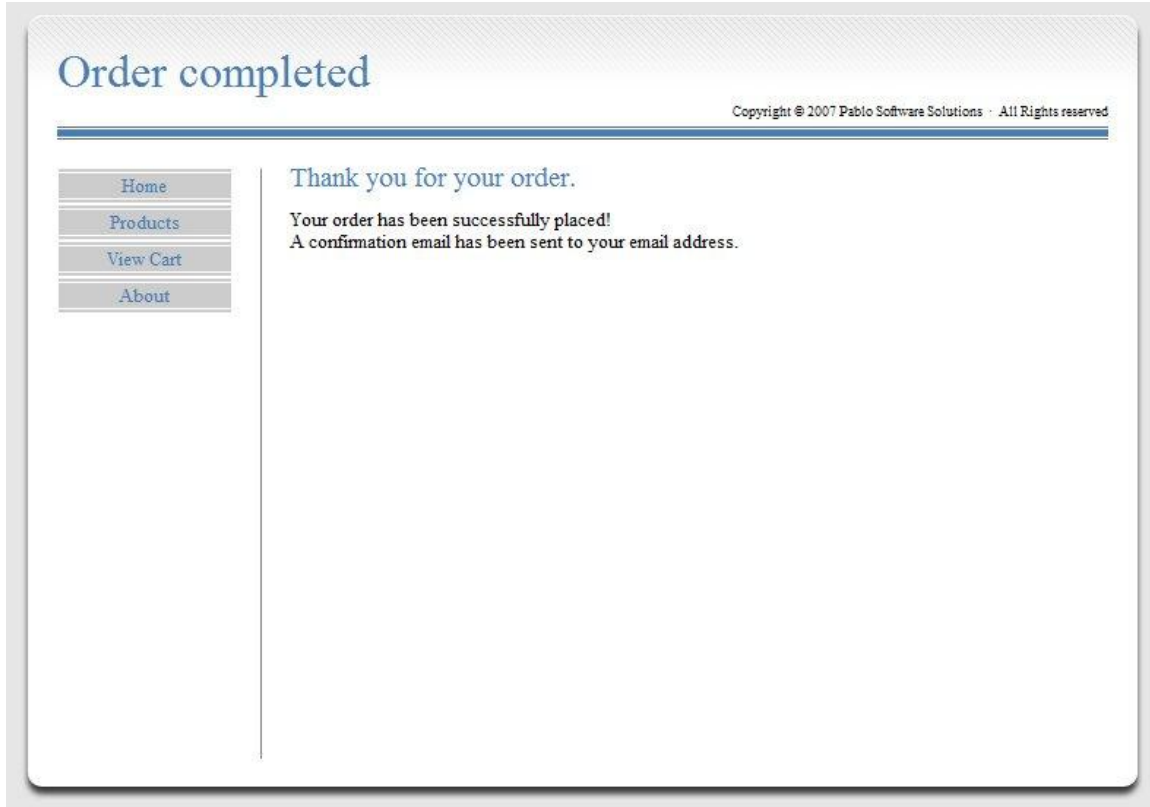 Order completed
Copyright © 2007 Pablo Software Solutions · All Rights reserved
Home
Products
View Cart
About
Thank you for your order.
Your order has been successfully placed!
A confirmation email has been sent to your email address.